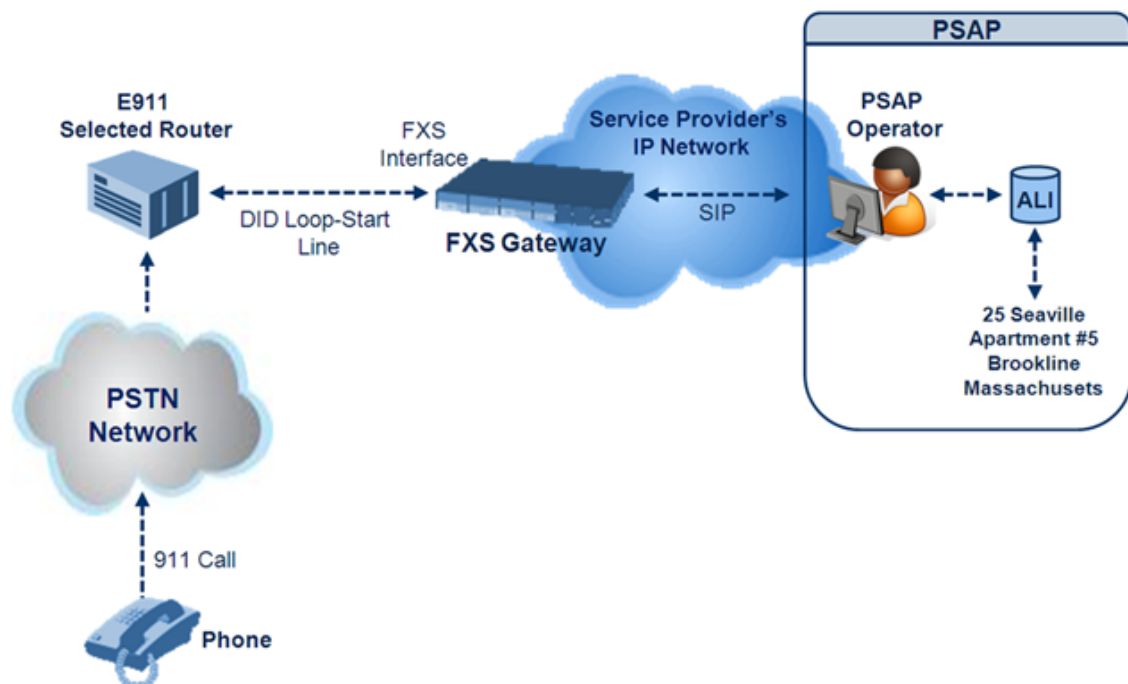 PSAP
E911
Selected Router
FXS
Interface
DID Loop-Start
Line
FXS Gateway
Service Provider's
IP Network
SIP
PSAP
Operator
ALI
25 Seaville
Apartment #5
Brookline
Massachusets
PSTN
Network
911 Call
Phone